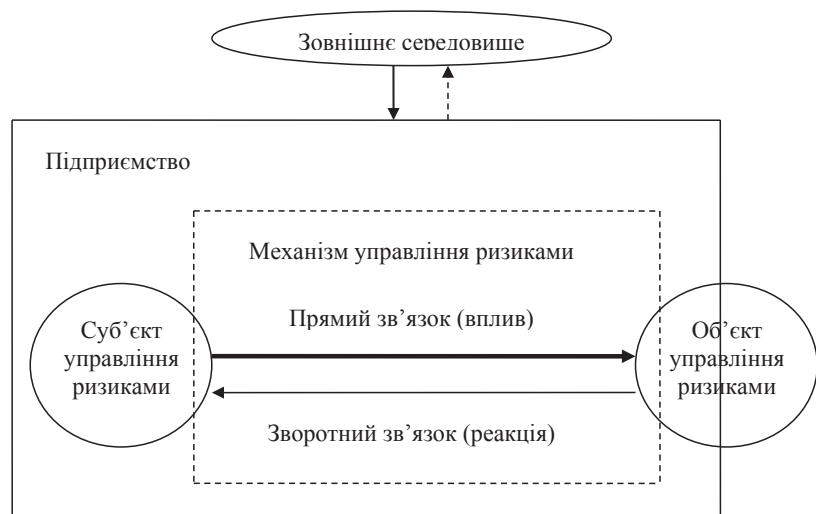 Зовнішнє середовище
Підприємство
Механізм управління ризиками
Прямий зв’язок (вплив)
Суб’єкт
управління
ризиками
Об’єкт
управління
ризиками
Зворотний зв’язок (реакція)